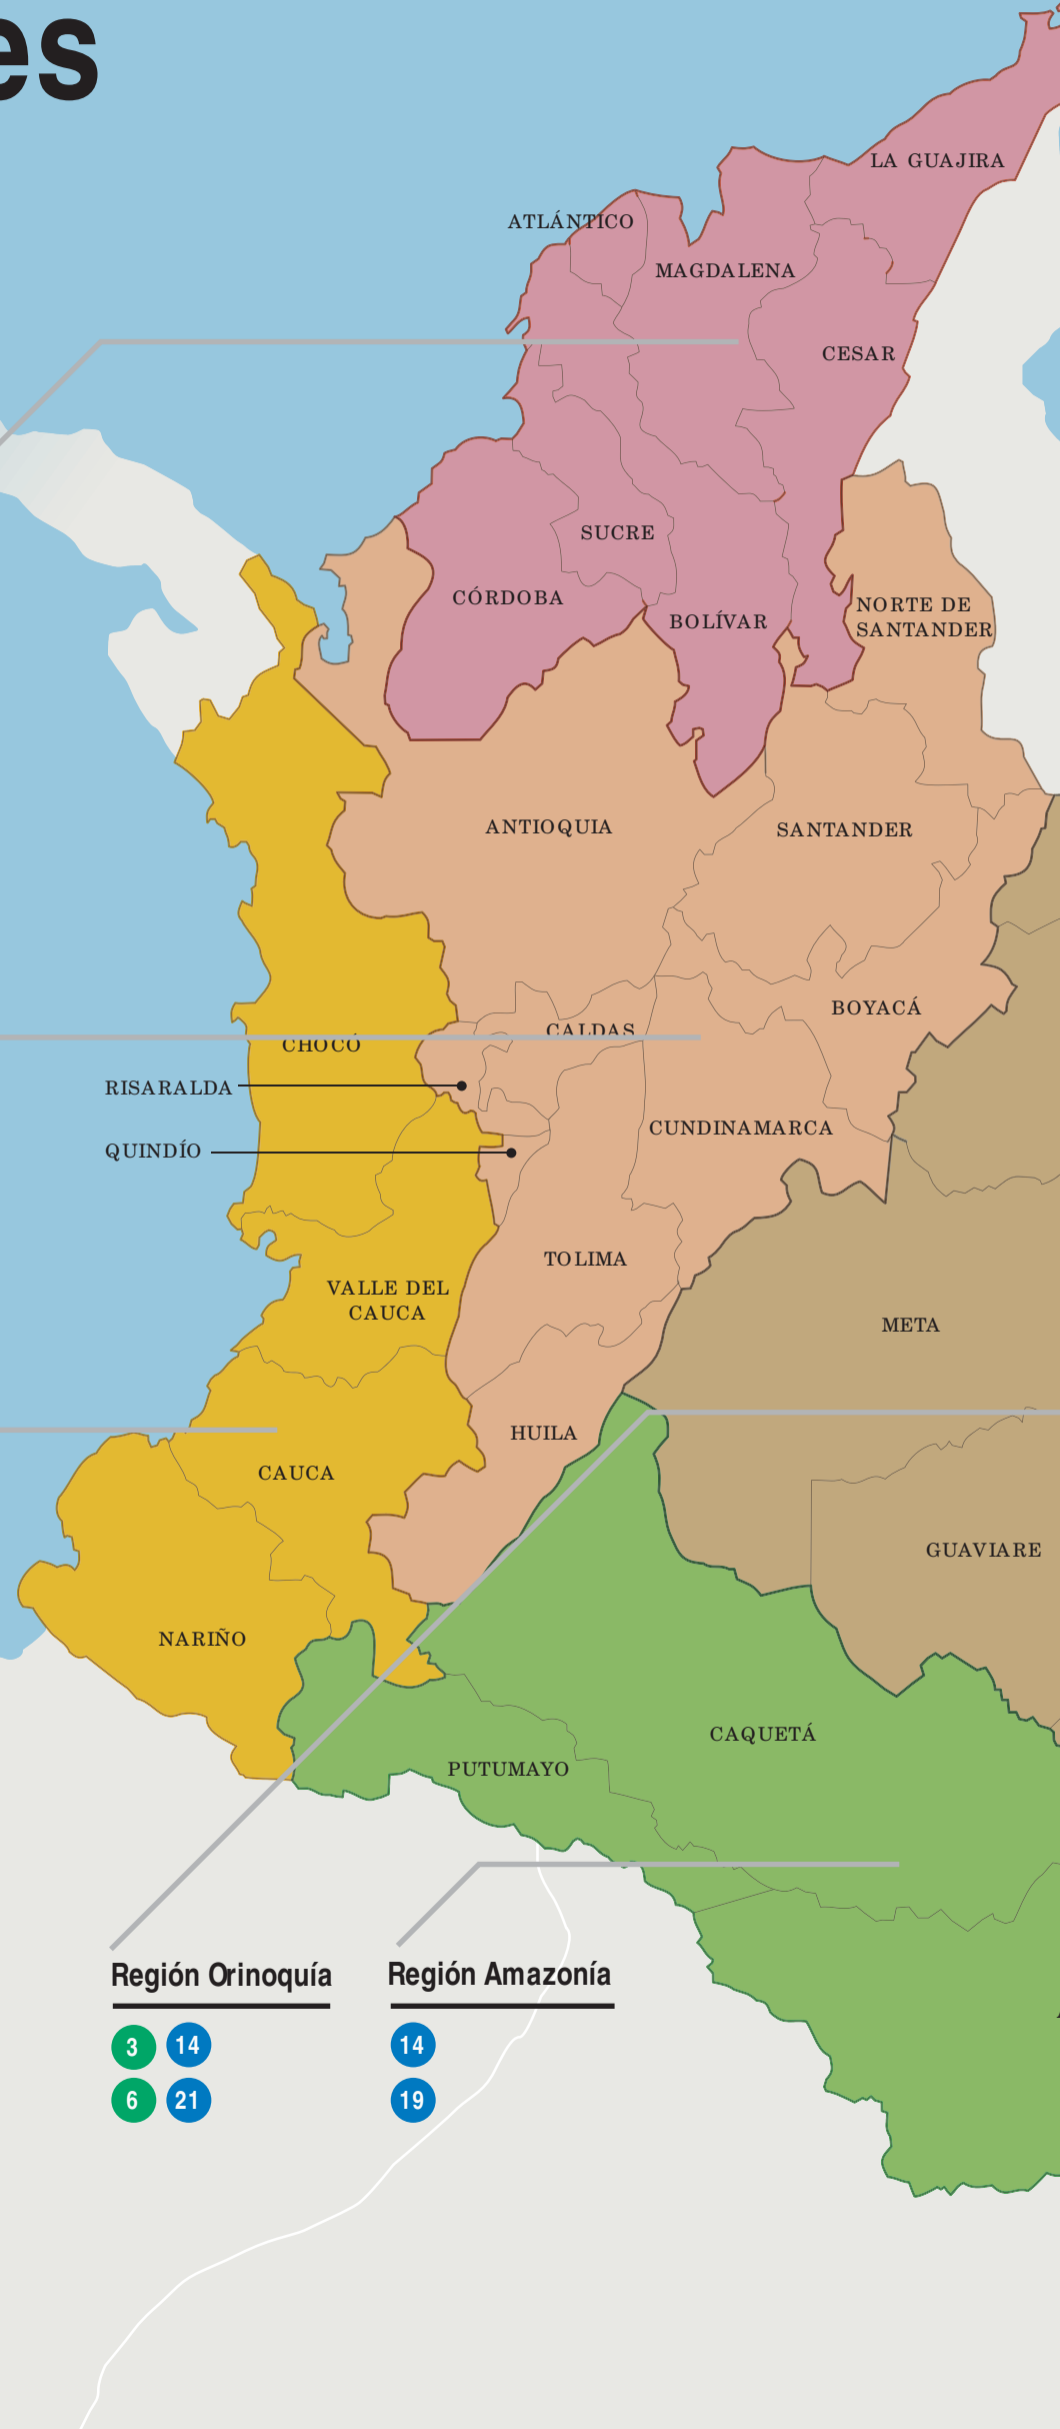 es
LA GUAJIRA
ATLÁNTICO
MAGDALENA
CESAR
SUCRE
CÓRDOBA
BOLÍVAR
NORTE DE
SANTANDER
ANTIOQUIA
SANTANDER
BOYACÁ
CALDAS
CHOCÓ
RISARALDA
CUNDINAMARCA
QUINDÍO
TOLIMA
VALLE DEL
CAUCA
META
HUILA
CAUCA
GUAVIARE
NARIÑO
CAQUETÁ
PUTUMAYO
Región Orinoquía
3 14
6 21
Región Amazonía
14
19